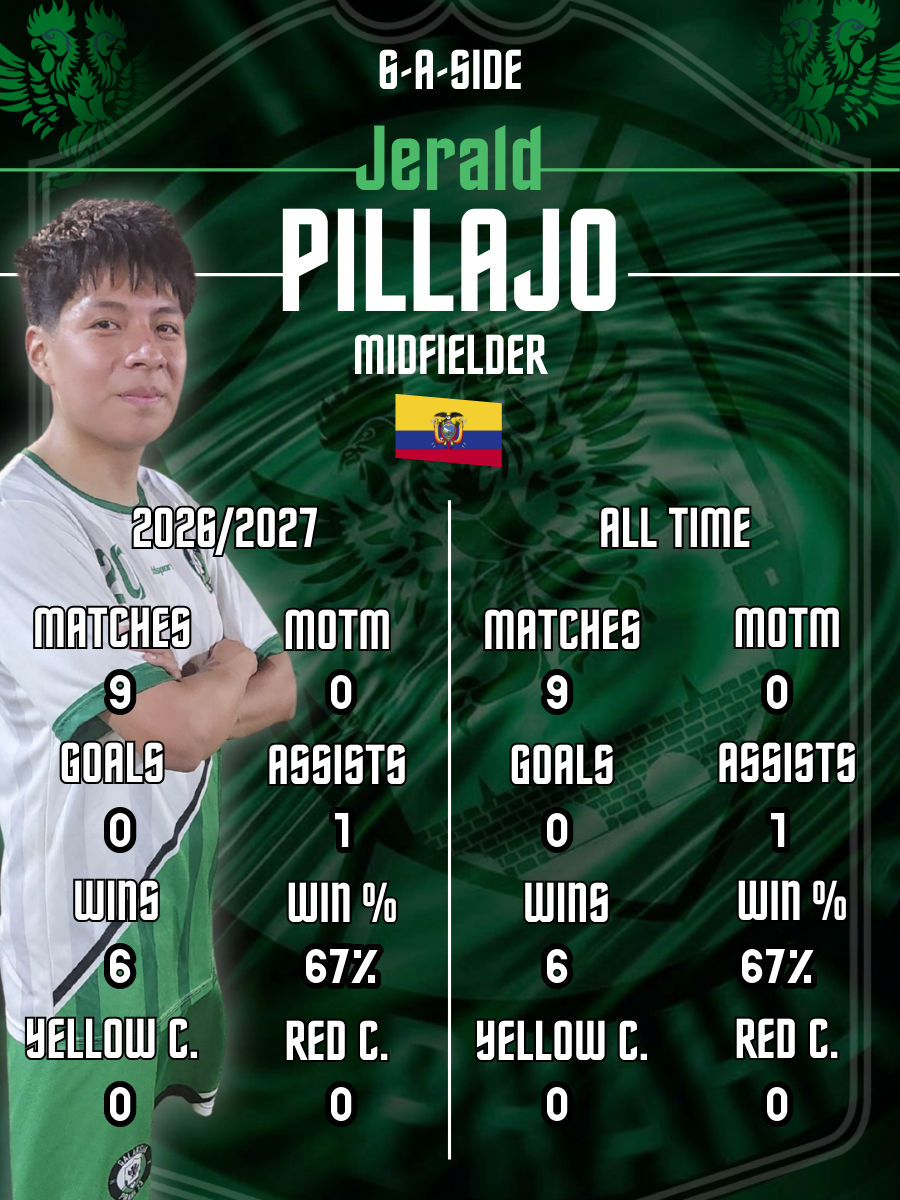 6-A-SIDE
Jerald
PILLAJO
MIDFIELDER
2026/2027
ALL TIME
20
MATCHES MOTM MATCHES MOTM
9 0 9 0
GOALS ASSISTS GOALS ASSISTS
0 1 0 1
WINS WIN % WINS WIN %
6 67% 6 67%
YELLOW C. RED C. YELLOW C. RED C.
0 0 0 0